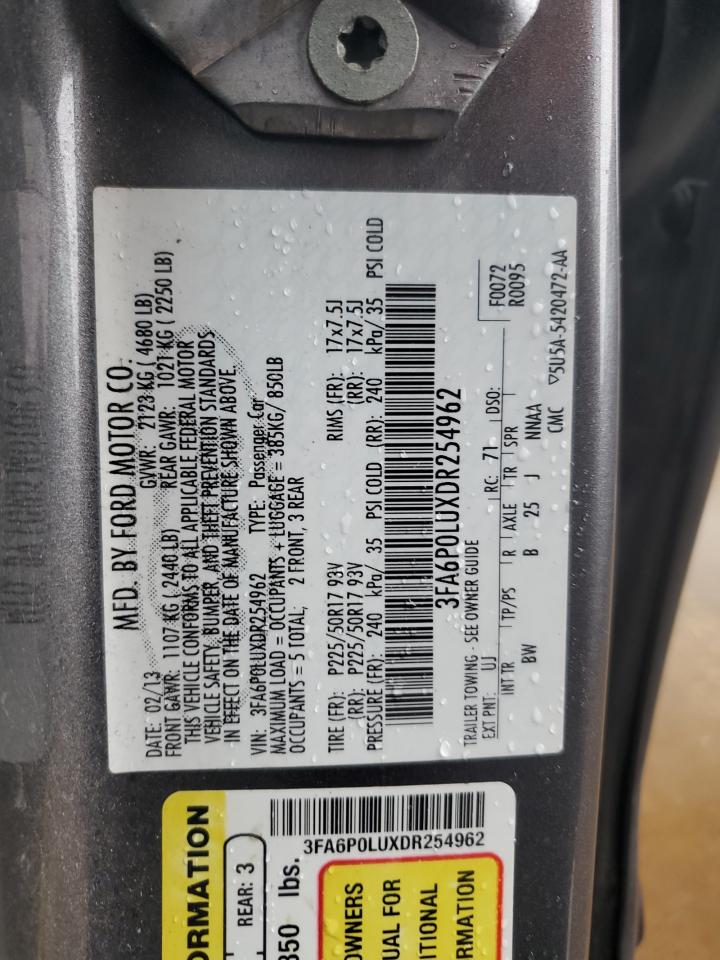 MFD. BY FORD MOTOR CO.
DATE: 02/13 GVWR: 2123 KG ( 4680 LB)
FRONT GAWR: 1107 KG ( 2440 LB) REAR GAWR: 1021 KG ( 2250 LB)
THIS VEHICLE CONFORMS TO ALL APPLICABLE FEDERAL MOTOR
VEHICLE SAFETY, BUMPER, AND THEFT PREVENTION STANDARDS
IN EFFECT ON THE DATE OF MANUFACTURE SHOWN ABOVE.
VIN: 3FA6P0LUXDR254962 TYPE: Passenger Car
MAXIMUM LOAD = OCCUPANTS + LUGGAGE = 385KG/ 850LB
OCCUPANTS = 5 TOTAL; 2 FRONT, 3 REAR
TIRE (FR): P225/50R17 93V RIMS (FR): 17x7.5J
(RR): P225/50R17 93V (RR): 17x7.5J
PRESSURE (FR): 240 kPa/ 35 PSI COLD (RR): 240 kPa/ 35 PSI COLD
3FA6P0LUXDR254962
TRAILER TOWING - SEE OWNER GUIDE
F0072
R0095
EXT PNT: UJ RC: 71 DSO:
INT TR TP/PS R AXLE TR SPR
BW B 25 J NNAA
CMC ▽5U5A-5420472-AA
ORMATION
REAR: 3
350 lbs.
3FA6P0LUXDR254962
OWNERS
UAL FOR
ITIONAL
RMATION